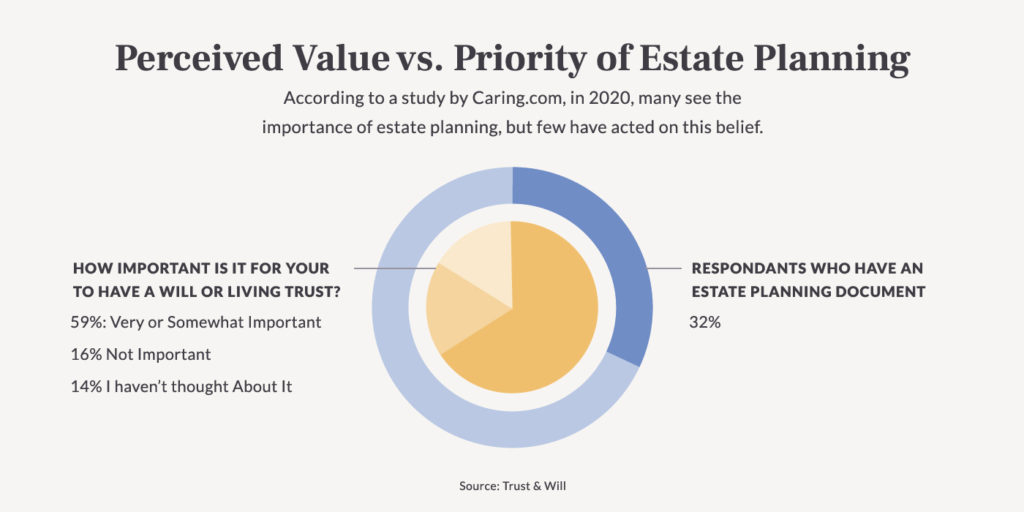 Perceived Value vs. Priority of Estate Planning
According to a study by Caring.com, in 2020, many see the
importance of estate planning, but few have acted on this belief.
HOW IMPORTANT IS IT FOR YOUR
TO HAVE A WILL OR LIVING TRUST?
59%: Very or Somewhat Important
16% Not Important
14% I haven’t thought About It
RESPONDANTS WHO HAVE AN
ESTATE PLANNING DOCUMENT
32%
Source: Trust & Will